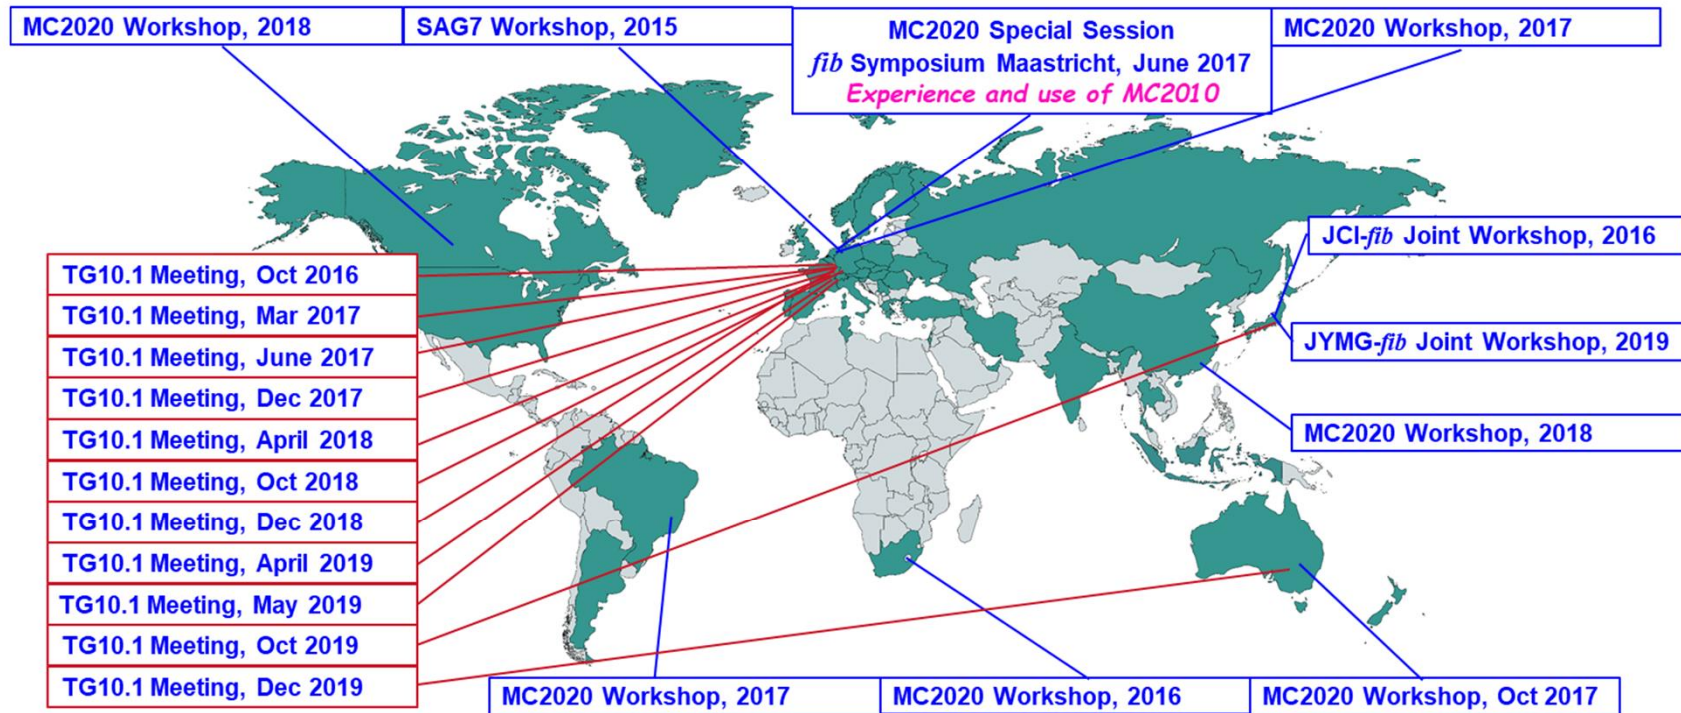 MC2020 Workshop, 2018
SAG7 Workshop, 2015
MC2020 Special Session
fib Symposium Maastricht, June 2017
Experience and use of MC2010
MC2020 Workshop, 2017
JCI-fib Joint Workshop, 2016
JYMG-fib Joint Workshop, 2019
MC2020 Workshop, 2018
TG10.1 Meeting, Oct 2016
TG10.1 Meeting, Mar 2017
TG10.1 Meeting, June 2017
TG10.1 Meeting, Dec 2017
TG10.1 Meeting, April 2018
TG10.1 Meeting, Oct 2018
TG10.1 Meeting, Dec 2018
TG10.1 Meeting, April 2019
TG10.1 Meeting, May 2019
TG10.1 Meeting, Oct 2019
TG10.1 Meeting, Dec 2019
MC2020 Workshop, 2017
MC2020 Workshop, 2016
MC2020 Workshop, Oct 2017